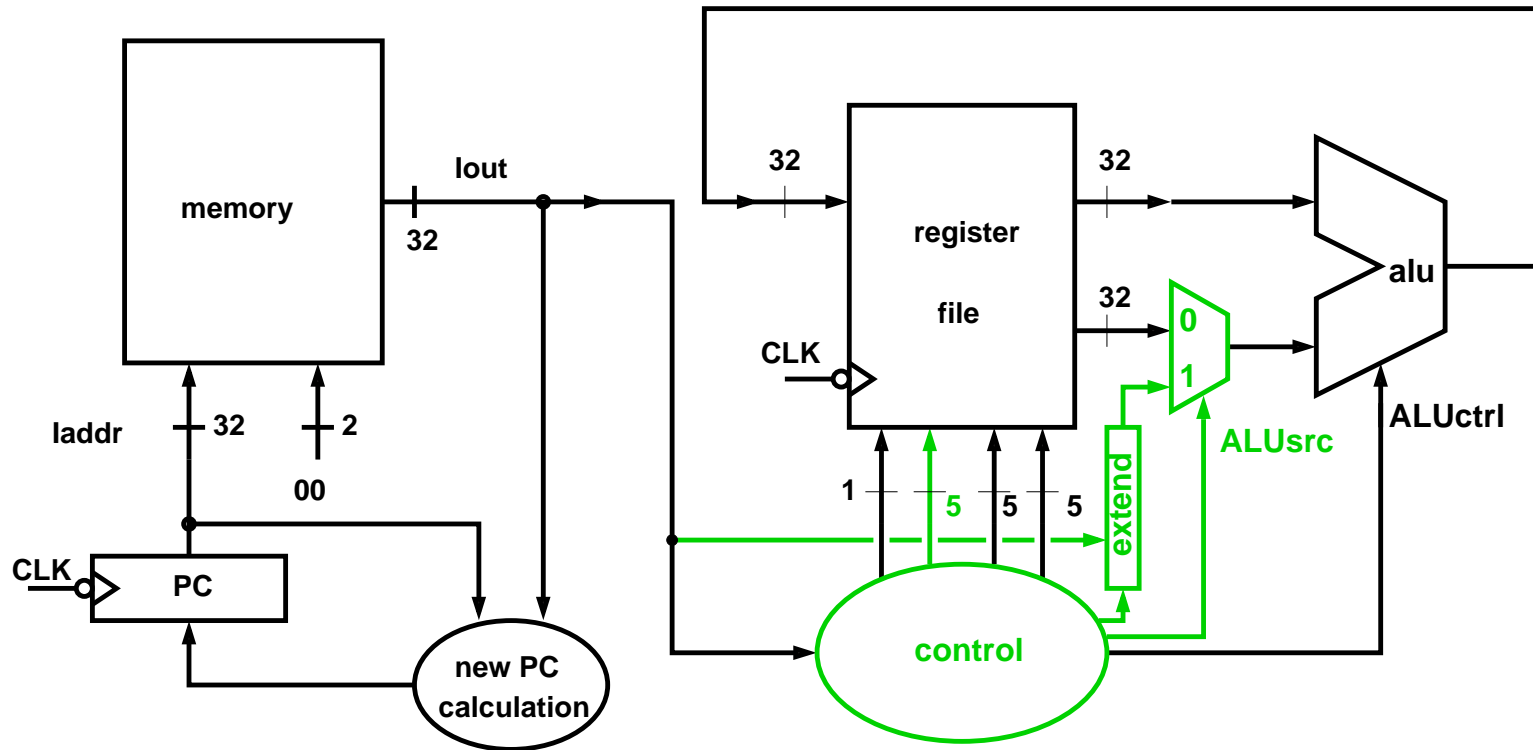 memory
Iout
32
Iaddr
32
2
00
CLK
PC
new PC
calculation
32
register
file
CLK
32
32
0
1
alu
ALUctrl
ALUsrc
extend
1
5
5
5
control